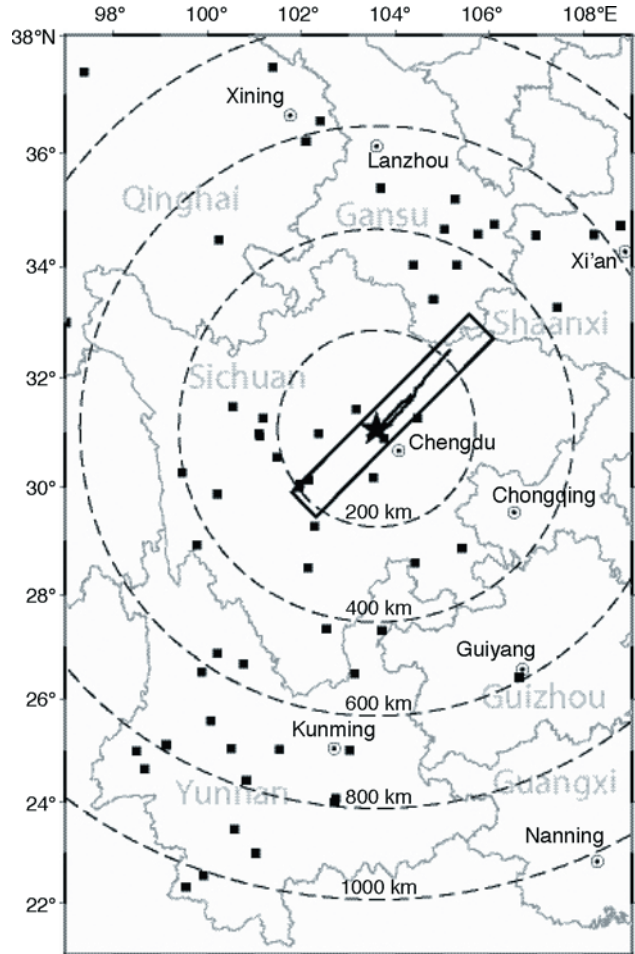 98°
100°
102°
104°
106°
108°E
38°N
Xining
36°
Lanzhou
Qinghai
Gansu
Xi'an
34°
Shaanxi
32°
Sichuan
Chengdu
30°
Chongqing
200 km
400 km
28°
Guiyang
600 km
Guizhou
26°
Kunming
Guangxi
Yunnan
800 km
24°
Nanning
1000 km
22°